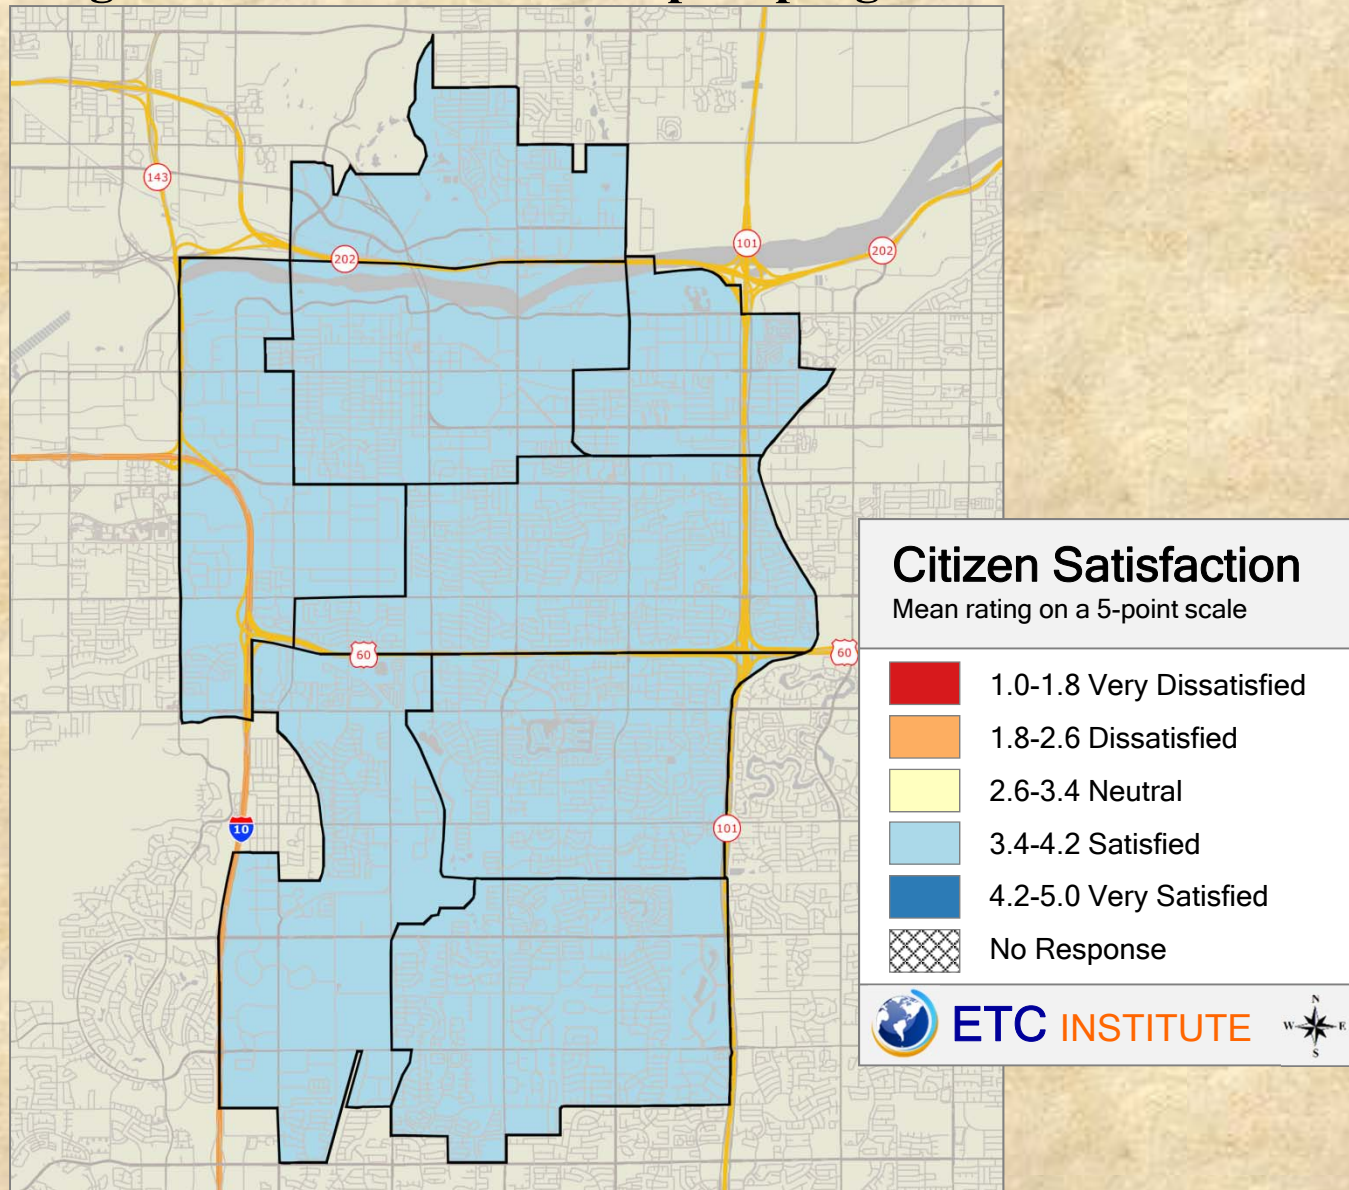 143
101
202
202
60
60
10
101
Citizen Satisfaction
Mean rating on a 5-point scale
1.0-1.8 Very Dissatisfied
1.8-2.6 Dissatisfied
2.6-3.4 Neutral
3.4-4.2 Satisfied
4.2-5.0 Very Satisfied
No Response
ETC INSTITUTE
N
W E
S